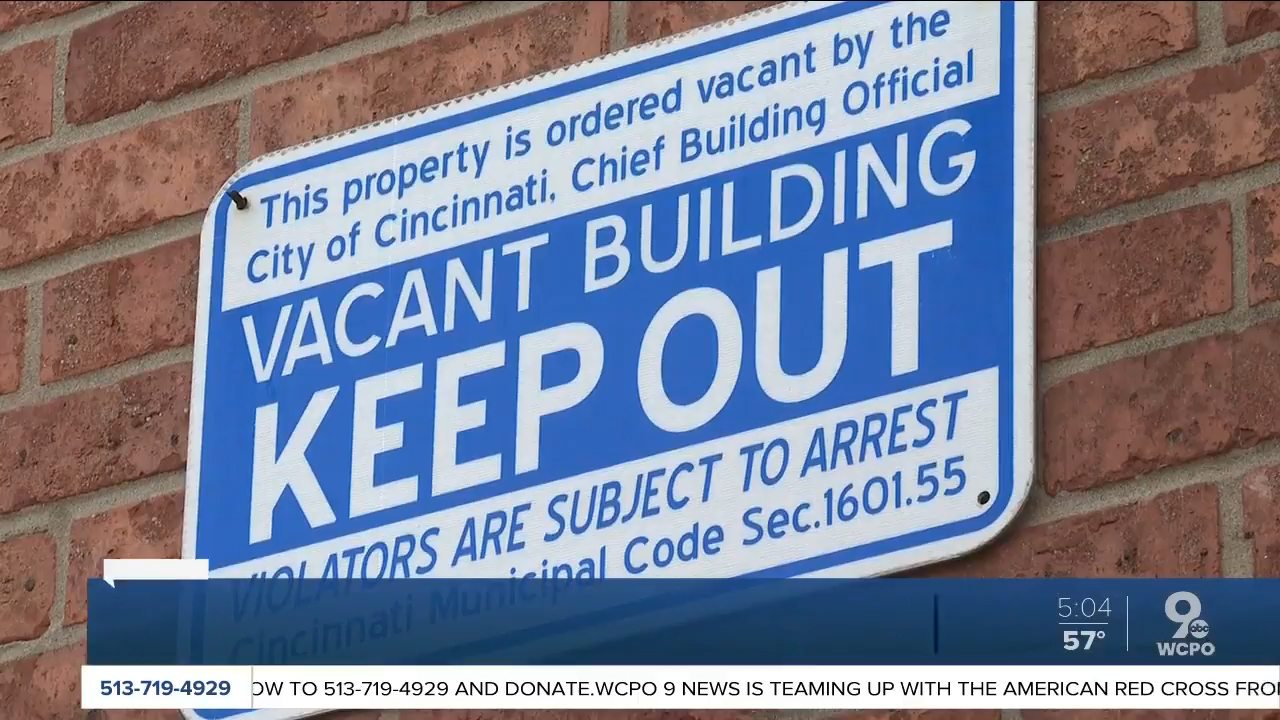 This property is ordered vacant by the
City of Cincinnati, Chief Building Official
VACANT BUILDING
KEEP OUT
VIOLATORS ARE SUBJECT TO ARREST
Cincinnati Municipal Code Sec.1601.55
5:04
57°
9
abc
WCPO
513-719-4929
OW TO 513-719-4929 AND DONATE.WCPO 9 NEWS IS TEAMING UP WITH THE AMERICAN RED CROSS FRO